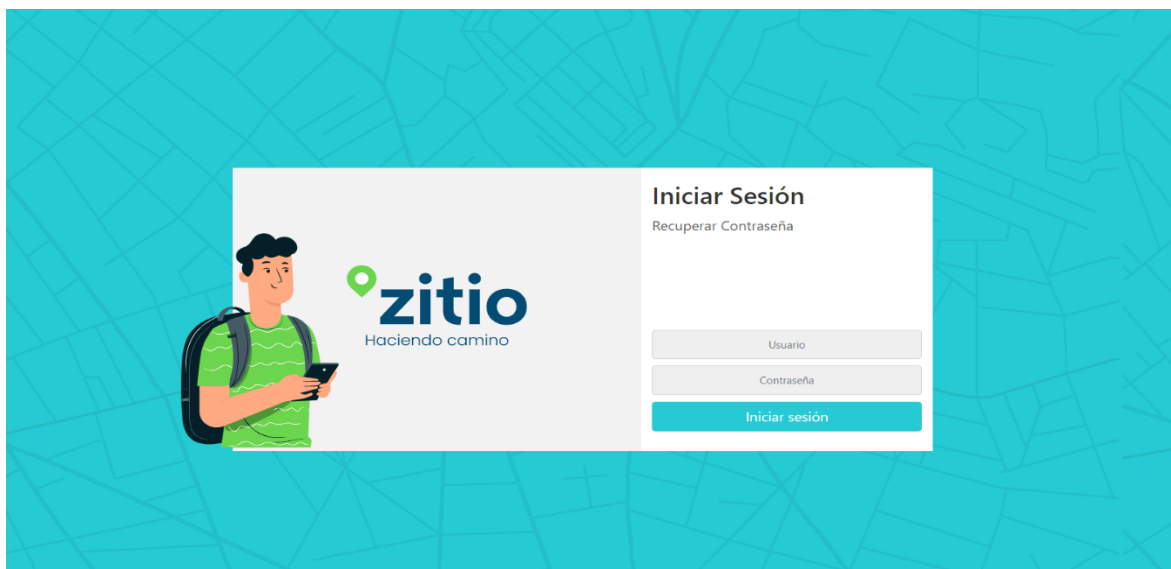 zitio
Haciendo camino
Iniciar Sesión
Recuperar Contraseña
Usuario
Contraseña
Iniciar sesión